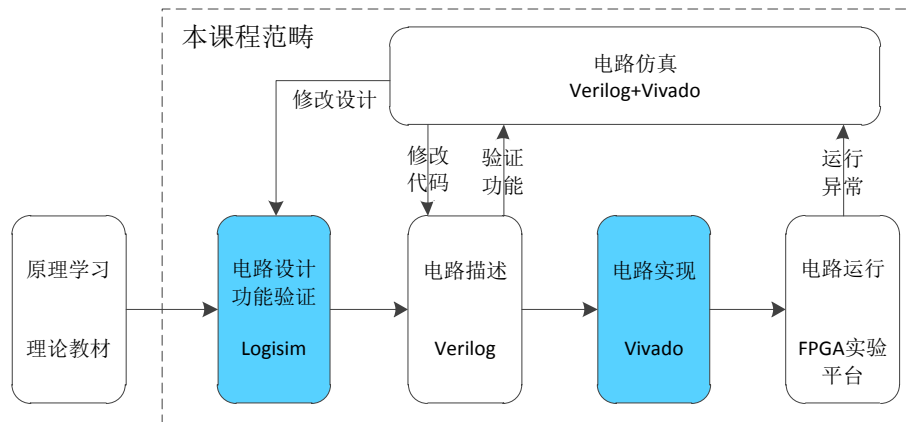 本课程范畴
电路仿真
Verilog+Vivado
修改设计
修改
代码
验证
功能
运行
异常
原理学习
理论教材
电路设计
功能验证
Logisim
电路描述
Verilog
电路实现
Vivado
电路运行
FPGA实验
平台